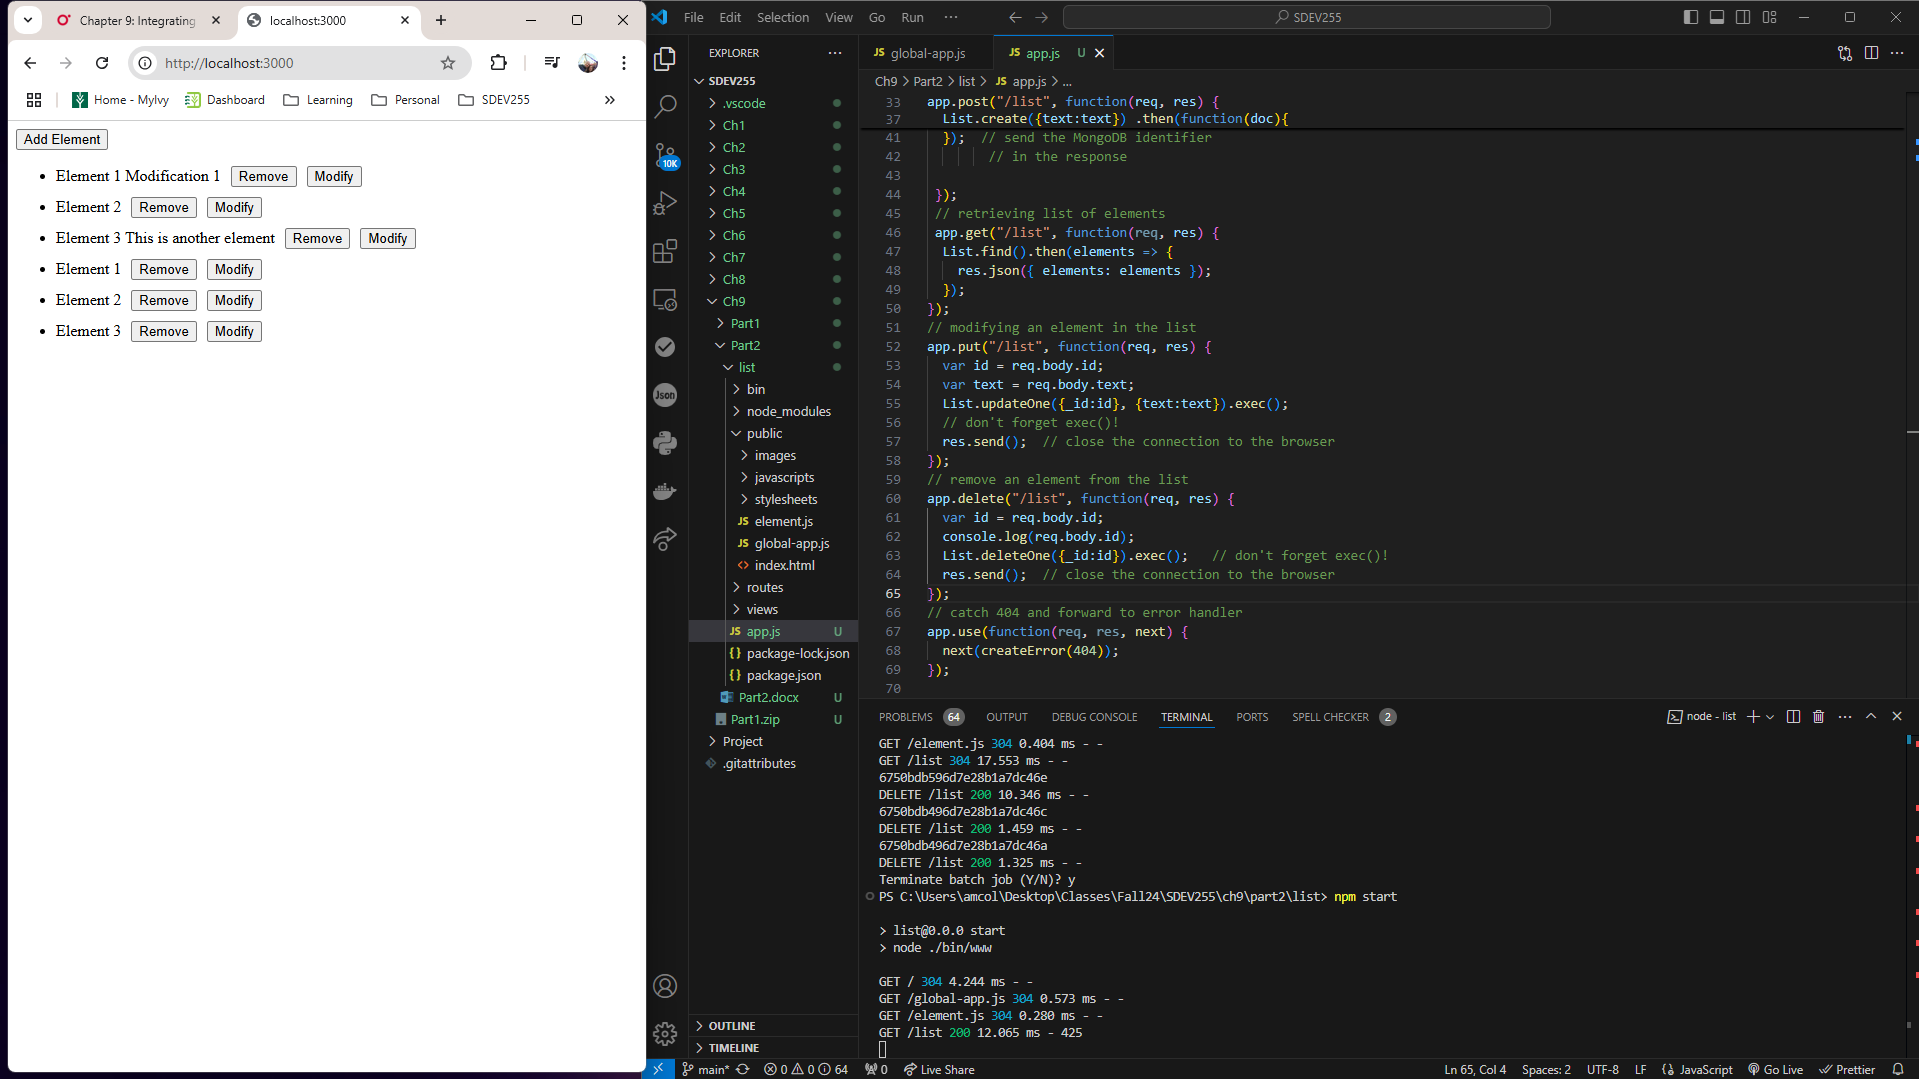 Chapter 9: Integrating
localhost:3000
http://localhost:3000
Home - MyIvy
Dashboard
Learning
Personal
SDEV255
Add Element
Element 1 Modification 1 Remove Modify
Element 2 Remove Modify
Element 3 This is another element Remove Modify
Element 1 Remove Modify
Element 2 Remove Modify
Element 3 Remove Modify
File Edit Selection View Go Run ...
SDEV255
10K
Json
EXPLORER ...
SDEV255
.vscode
Ch1
Ch2
Ch3
Ch4
Ch5
Ch6
Ch7
Ch8
Ch9
Part1
Part2
list
bin
node_modules
public
images
javascripts
stylesheets
JS element.js
JS global-app.js
<> index.html
routes
views
JS app.js U
{} package-lock.json
{} package.json
Part2.docx U
Part1.zip U
Project
.gitattributes
OUTLINE
TIMELINE
JS global-app.js
JS app.js U
Ch9 > Part2 > list > JS app.js > ...
33 app.post("/list", function(req, res) {
37 List.create({text:text}) .then(function(doc){
41 }); // send the MongoDB identifier
42 // in the response
43
44 });
45 // retrieving list of elements
46 app.get("/list", function(req, res) {
47 List.find().then(elements => {
48 res.json({ elements: elements });
49 });
50 });
51 // modifying an element in the list
52 app.put("/list", function(req, res) {
53 var id = req.body.id;
54 var text = req.body.text;
55 List.updateOne({_id:id}, {text:text}).exec();
56 // don't forget exec()!
57 res.send(); // close the connection to the browser
58 });
59 // remove an element from the list
60 app.delete("/list", function(req, res) {
61 var id = req.body.id;
62 console.log(req.body.id);
63 List.deleteOne({_id:id}).exec(); // don't forget exec()!
64 res.send(); // close the connection to the browser
65 });
66 // catch 404 and forward to error handler
67 app.use(function(req, res, next) {
68 next(createError(404));
69 });
70
PROBLEMS 64 OUTPUT DEBUG CONSOLE TERMINAL PORTS SPELL CHECKER 2
node - list
GET /element.js 304 0.404 ms - -
GET /list 304 17.553 ms - -
6750bdb596d7e28b1a7dc46e
DELETE /list 200 10.346 ms - -
6750bdb496d7e28b1a7dc46c
DELETE /list 200 1.459 ms - -
6750bdb496d7e28b1a7dc46a
DELETE /list 200 1.325 ms - -
Terminate batch job (Y/N)? y
PS C:\Users\amcol\Desktop\Classes\Fall24\SDEV255\ch9\part2\list> npm start
> list@0.0.0 start
> node ./bin/www
GET / 304 4.244 ms - -
GET /global-app.js 304 0.573 ms - -
GET /element.js 304 0.280 ms - -
GET /list 200 12.065 ms - 425
main* 0 0 64 0 Live Share
Ln 65, Col 4 Spaces: 2 UTF-8 LF {} JavaScript Go Live Prettier